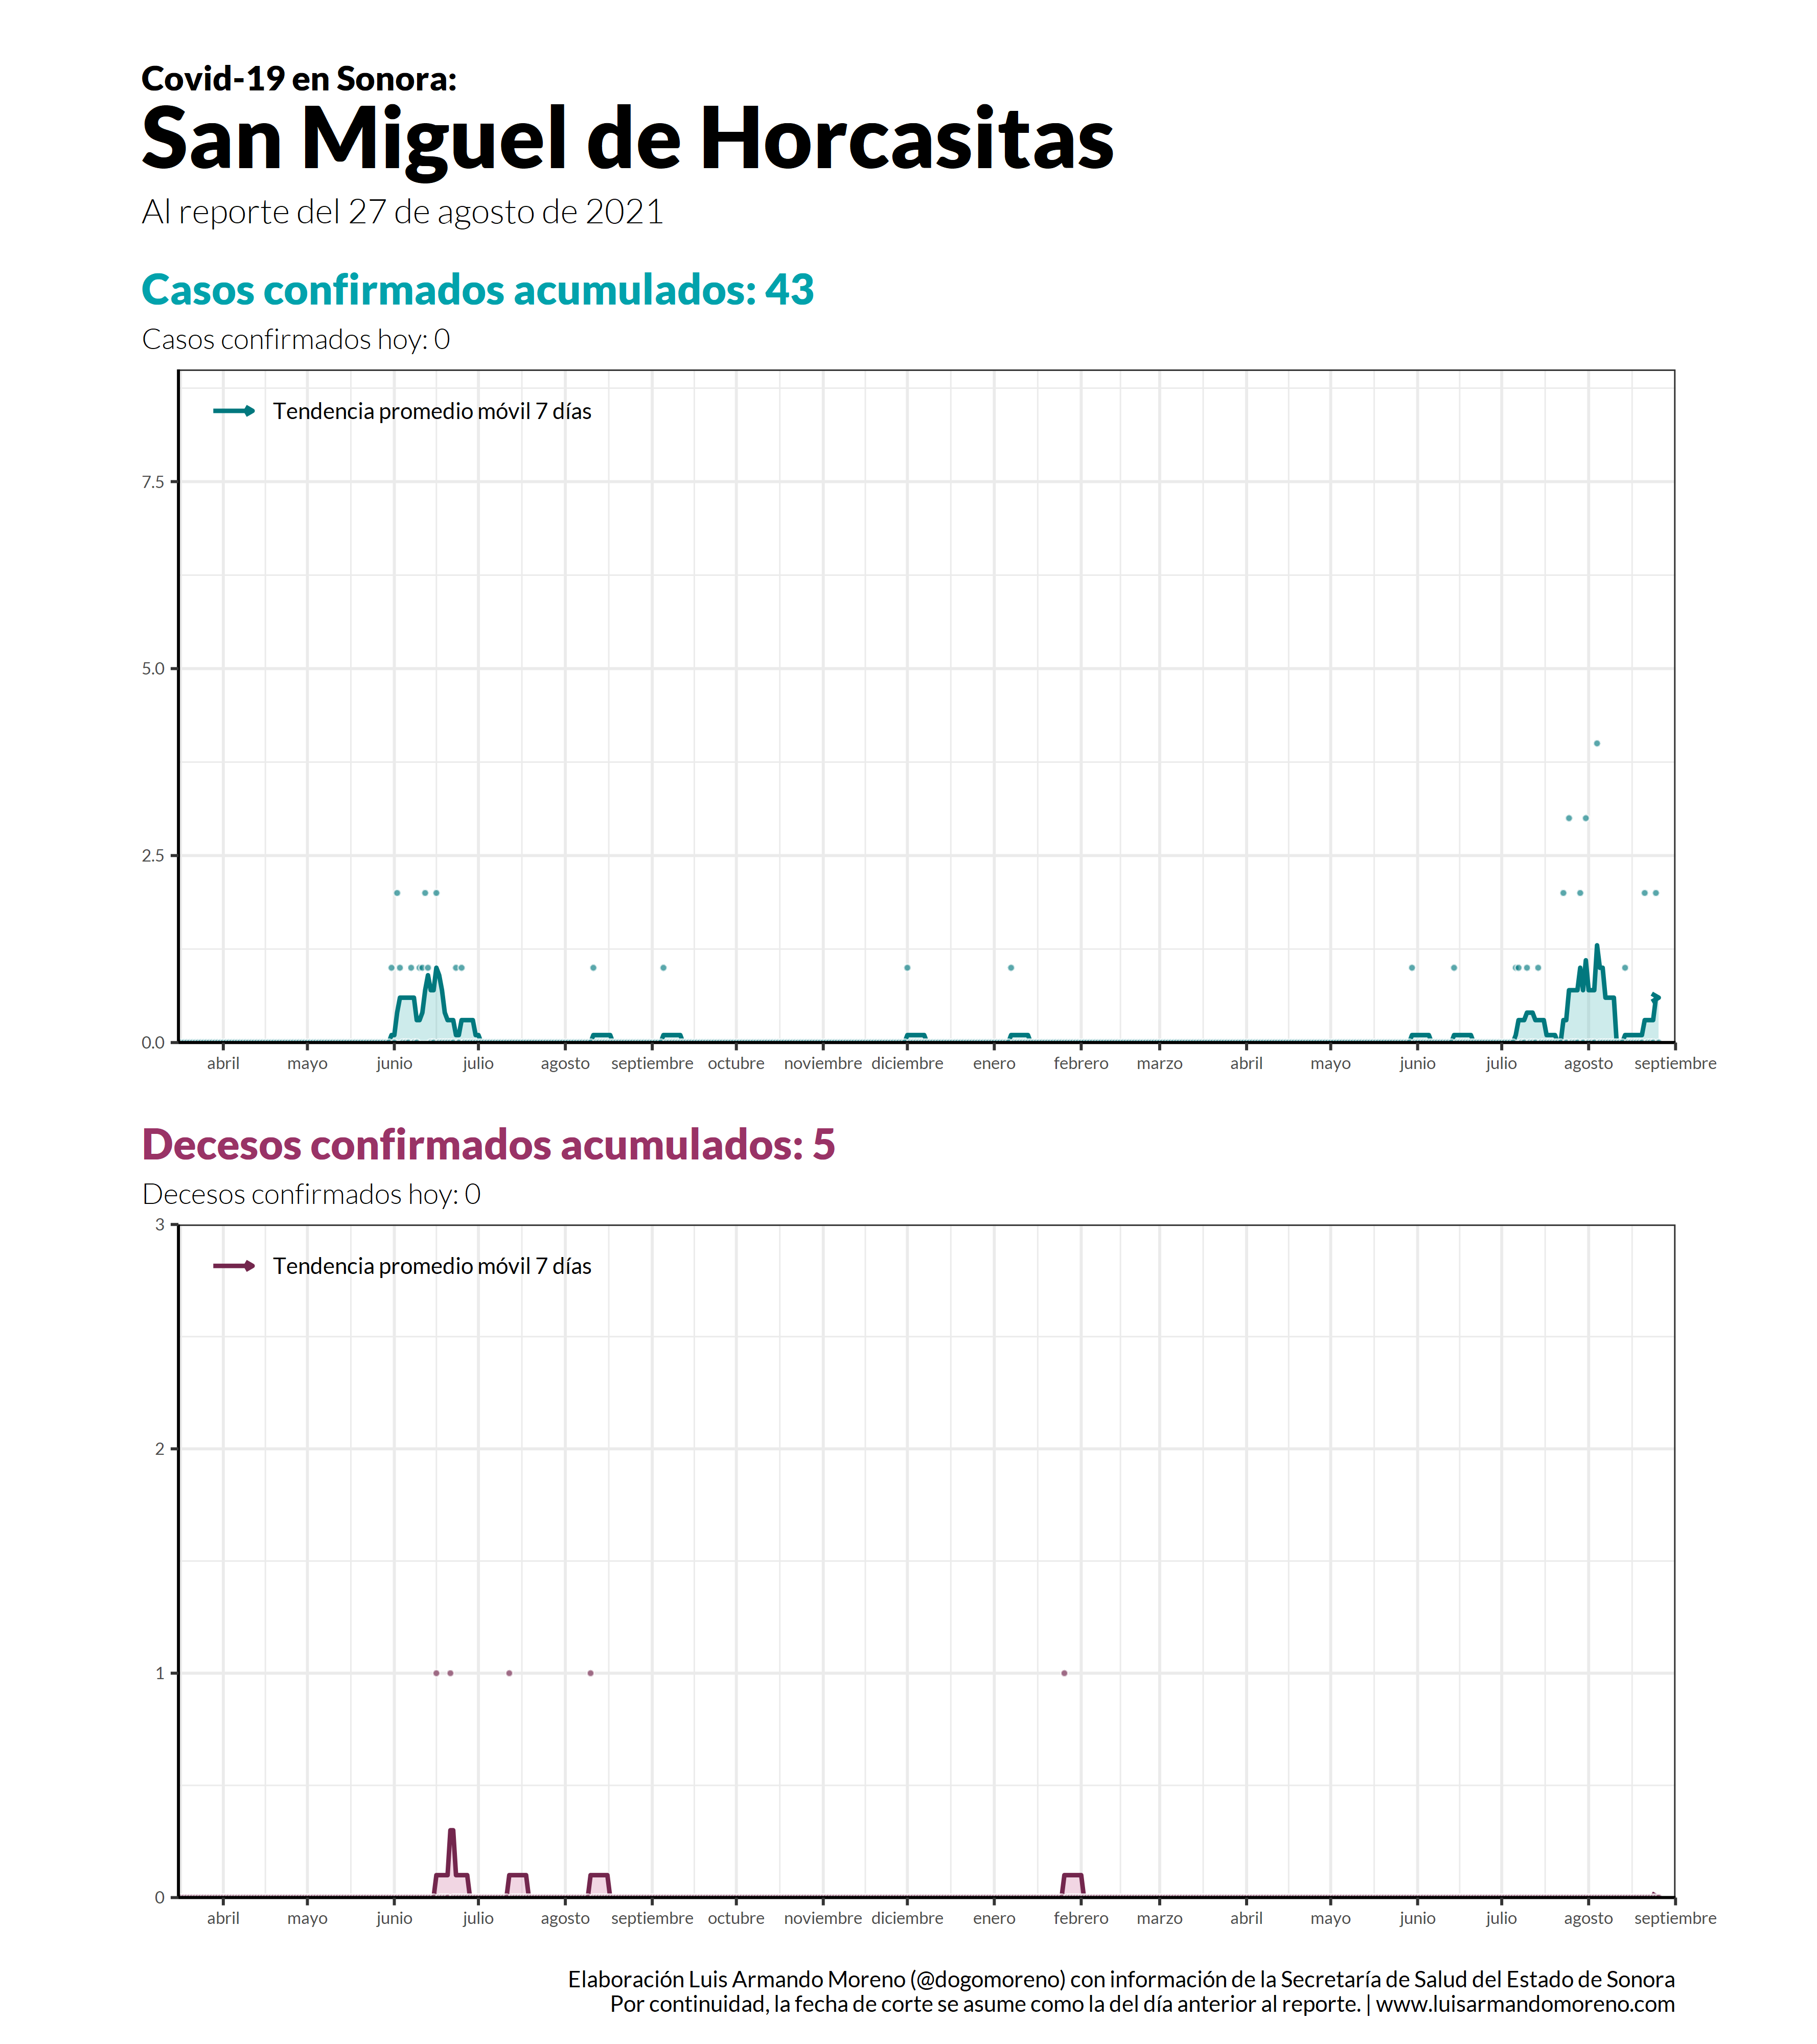 Covid-19 en Sonora:
San Miguel de Horcasitas
Al reporte del 27 de agosto de 2021
Casos confirmados acumulados: 43
Casos confirmados hoy: 0
Tendencia promedio móvil 7 días
7.5
5.0
2.5
0.0
abril mayo junio julio agosto septiembre octubre noviembre diciembre enero febrero marzo abril mayo junio julio agosto septiembre
Decesos confirmados acumulados: 5
Decesos confirmados hoy: 0
3
Tendencia promedio móvil 7 días
2
1
0
abril mayo junio julio agosto septiembre octubre noviembre diciembre enero febrero marzo abril mayo junio julio agosto septiembre
Elaboración Luis Armando Moreno (@dogomoreno) con información de la Secretaría de Salud del Estado de Sonora
Por continuidad, la fecha de corte se asume como la del día anterior al reporte. | www.luisarmandomoreno.com